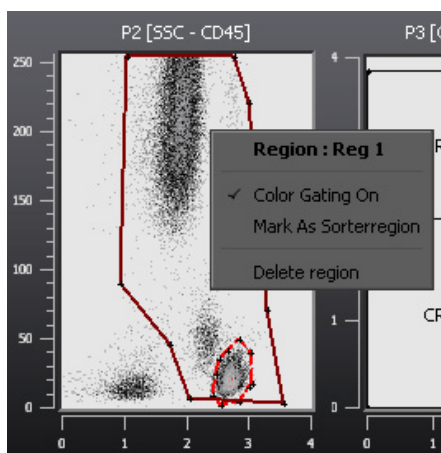 P2 [SSC - CD45]
P3 [
250
200
150
100
50
0
0 1 2 3 4
Region : Reg 1
✓ Color Gating On
Mark As Sorterregion
Delete region
4
1
0
0 1
CR